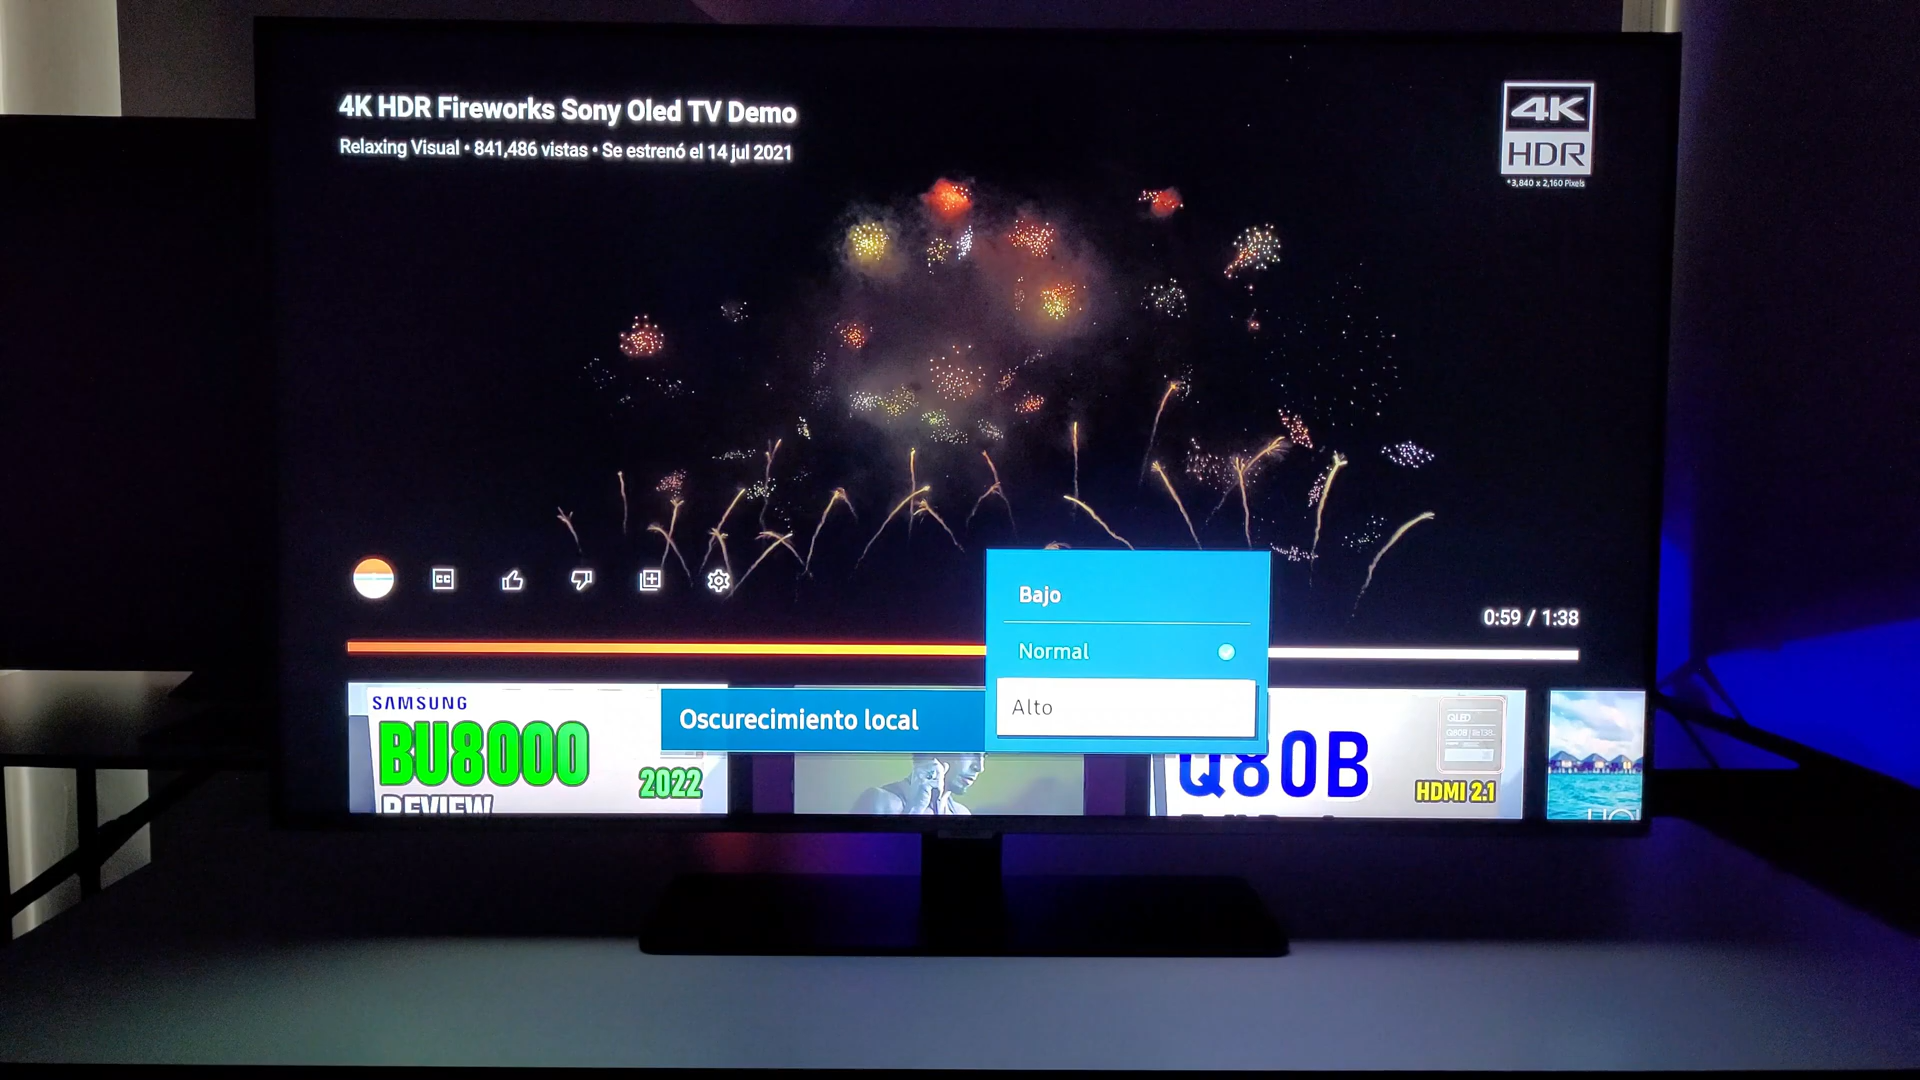 4K HDR Fireworks Sony Oled TV Demo
Relaxing Visual • 841,486 vistas • Se estrenó el 14 jul 2021
4K
HDR
*3,840 x 2,160 Pixels
CC
0:59 / 1:38
Bajo
Normal
Alto
Oscurecimiento local
SAMSUNG
BU8000
2022
REVIEW
Q80B
QLED
HDMI 2.1